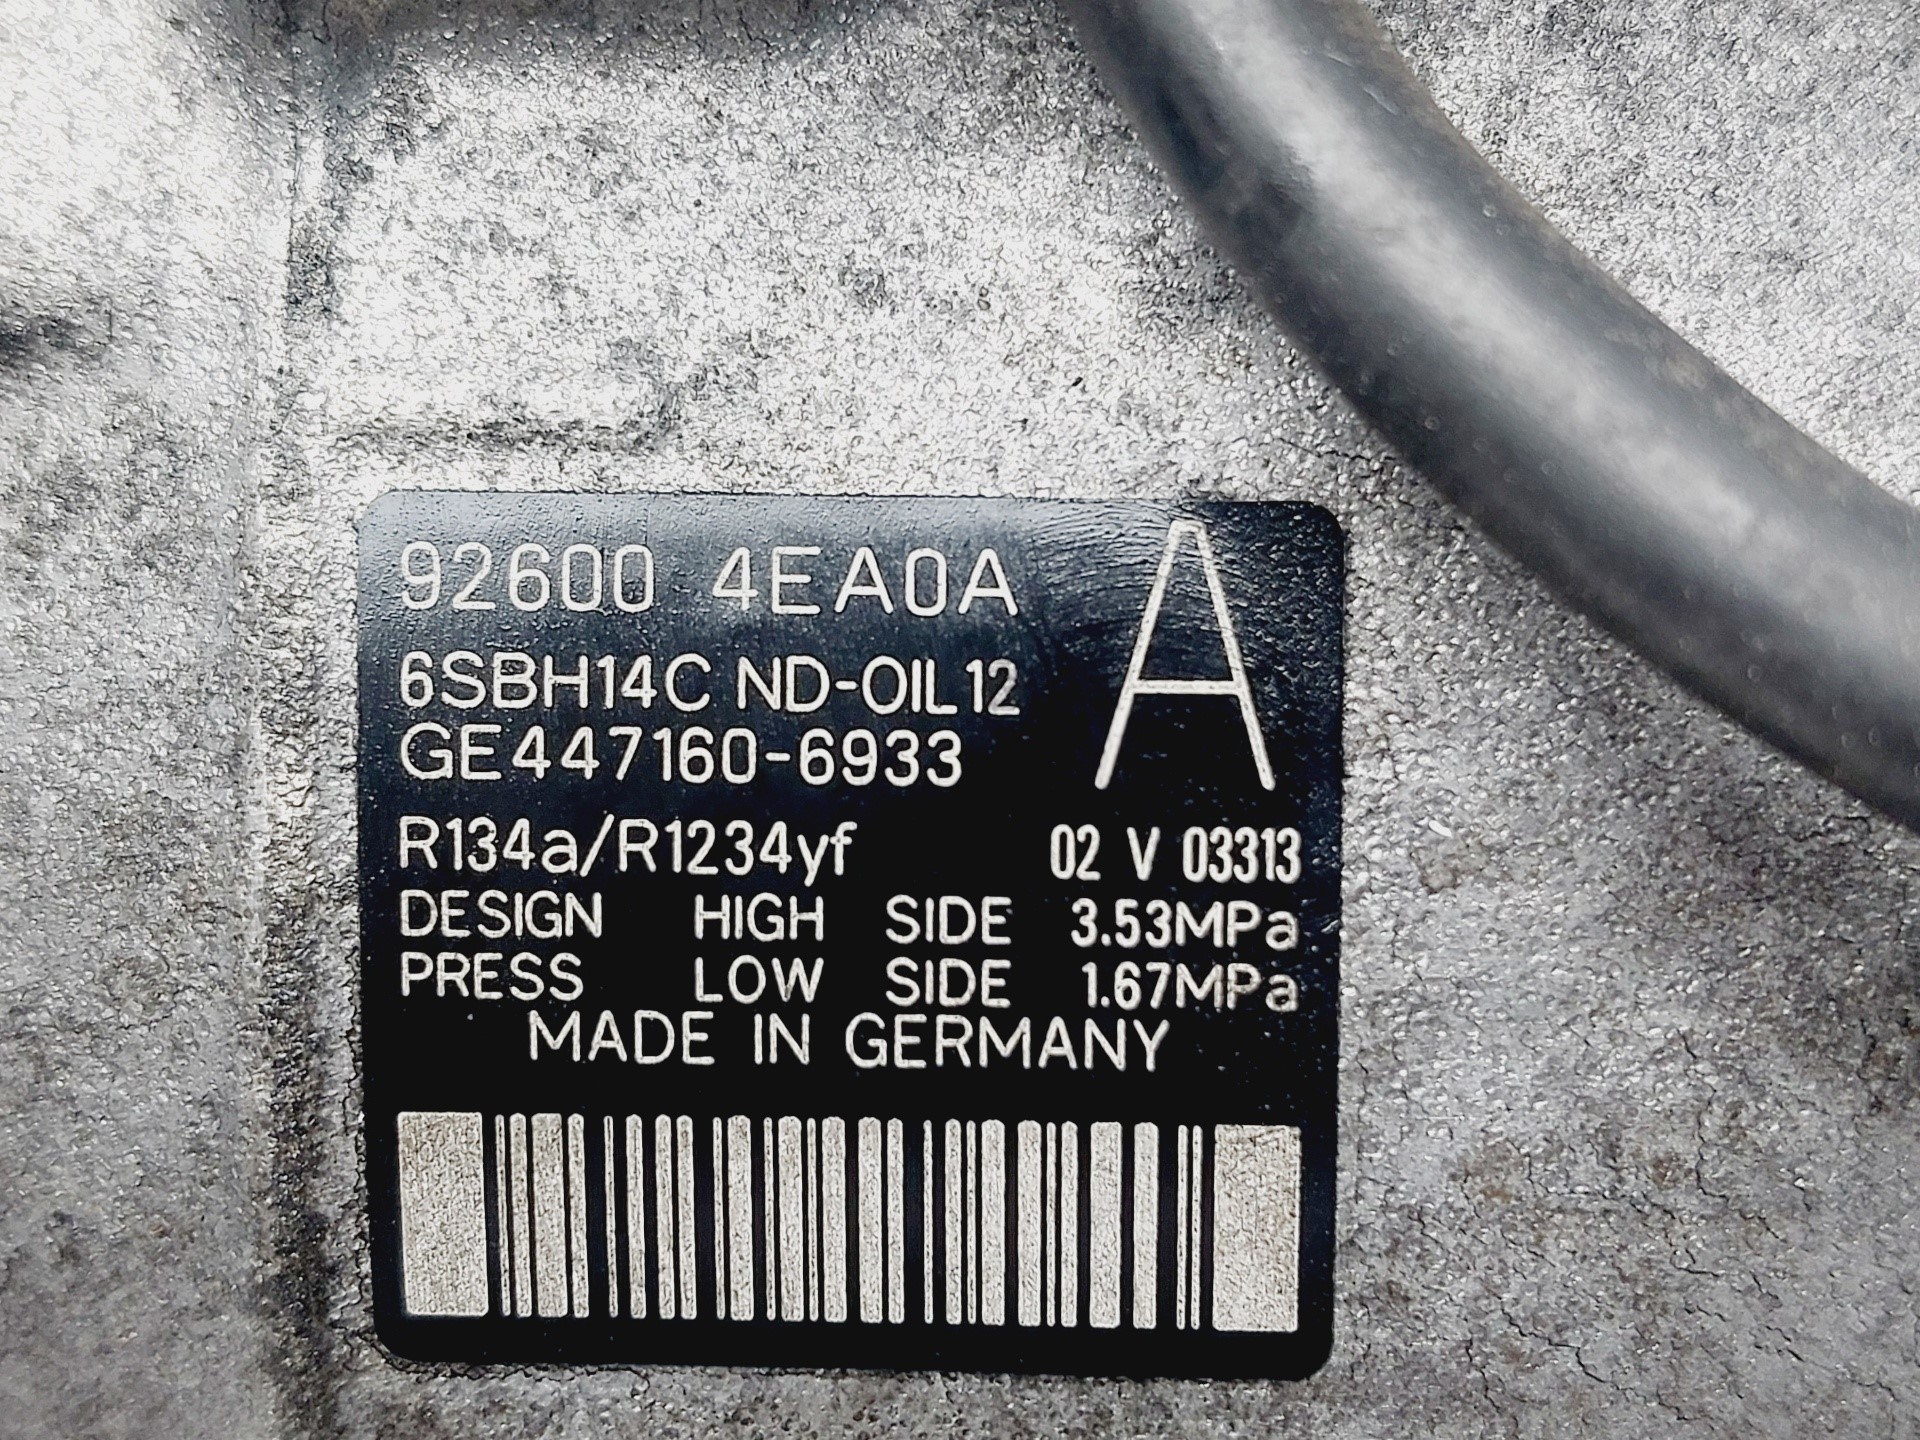 92600 4EA0A A
6SBH14C ND-OIL12
GE447160-6933
R134a/R1234yf 02 V 03313
DESIGN HIGH SIDE 3.53MPa
PRESS LOW SIDE 1.67MPa
MADE IN GERMANY